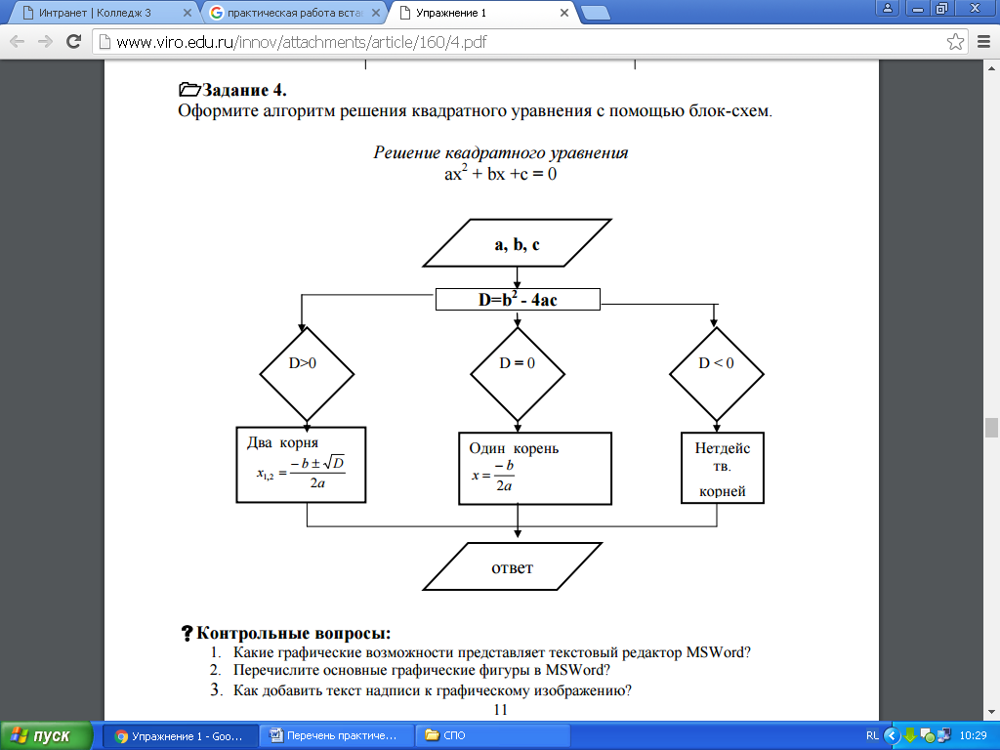 Интранет | Колледж 3
практическая работа вста
Упражнение 1
www.viro.edu.ru/innov/attachments/article/160/4.pdf
Задание 4.
Оформите алгоритм решения квадратного уравнения с помощью блок-схем.
Решение квадратного уравнения
ax² + bx +c = 0
a, b, c
D=b² - 4ac
D>0
D = 0
D < 0
Два корня
x₁,₂ = (−b ± √D)/2a
Один корень
x = −b/2a
Нетдейс
тв.
корней
ответ
? Контрольные вопросы:
1. Какие графические возможности представляет текстовый редактор MSWord?
2. Перечислите основные графические фигуры в MSWord?
3. Как добавить текст надписи к графическому изображению?
11
пуск
Упражнение 1 - Goo...
Перечень практиче...
СПО
RL
10:29